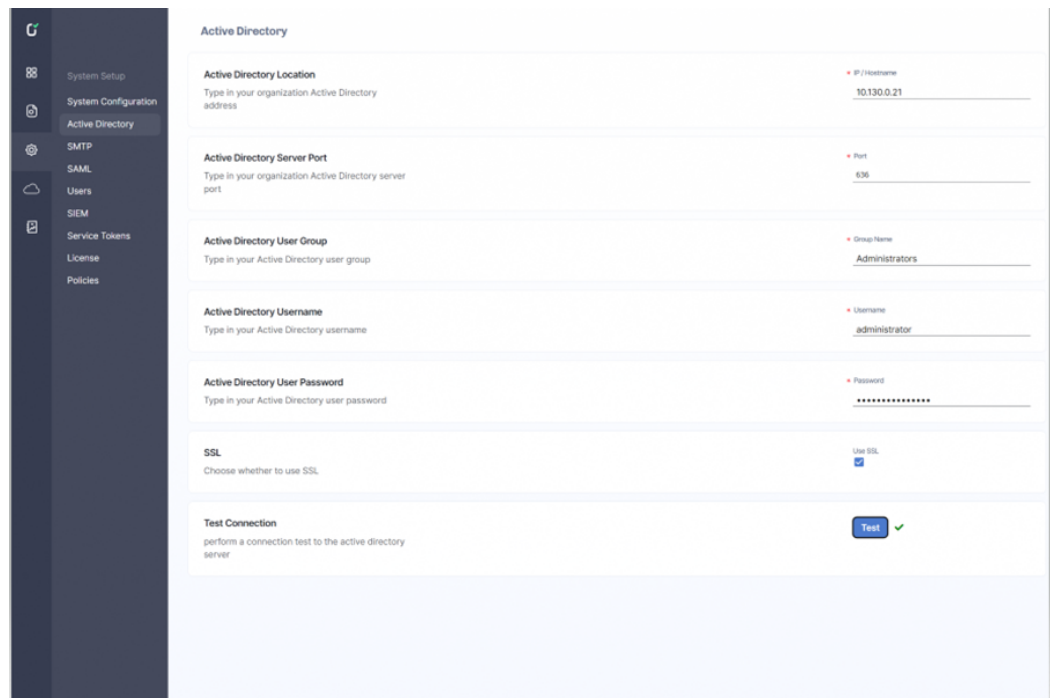 Active Directory
System Setup
System Configuration
Active Directory
SMTP
SAML
Users
SIEM
Service Tokens
License
Policies
Active Directory Location
Type in your organization Active Directory
address
* IP / Hostname
10.130.0.21
Active Directory Server Port
Type in your organization Active Directory server
port
* Port
636
Active Directory User Group
Type in your Active Directory user group
* Group Name
Administrators
Active Directory Username
Type in your Active Directory username
* Username
administrator
Active Directory User Password
Type in your Active Directory user password
* Password
•••••••••••••••
SSL
Choose whether to use SSL
Use SSL
Test Connection
perform a connection test to the active directory
server
Test